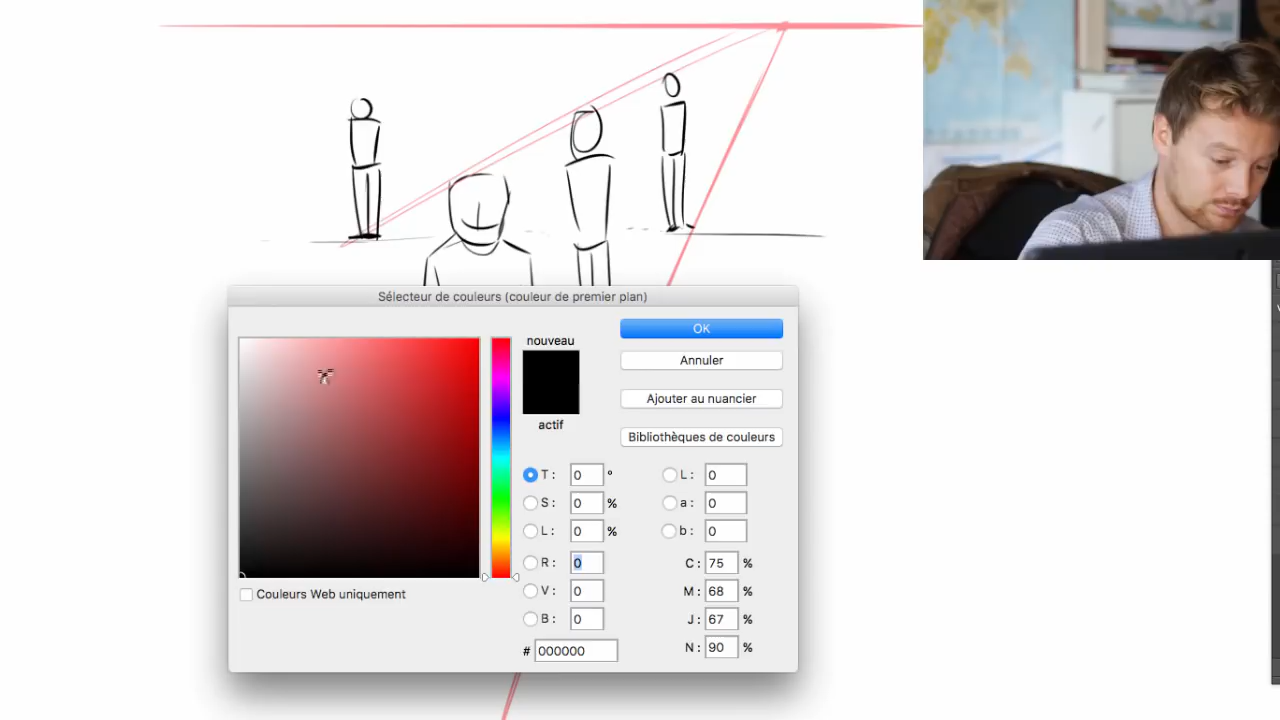 Sélecteur de couleurs (couleur de premier plan)
nouveau
actif
OK
Annuler
Ajouter au nuancier
Bibliothèques de couleurs
T : 0 °
S : 0 %
L : 0 %
R : 0
V : 0
B : 0
# 000000
L : 0
a : 0
b : 0
C : 75 %
M : 68 %
J : 67 %
N : 90 %
Couleurs Web uniquement